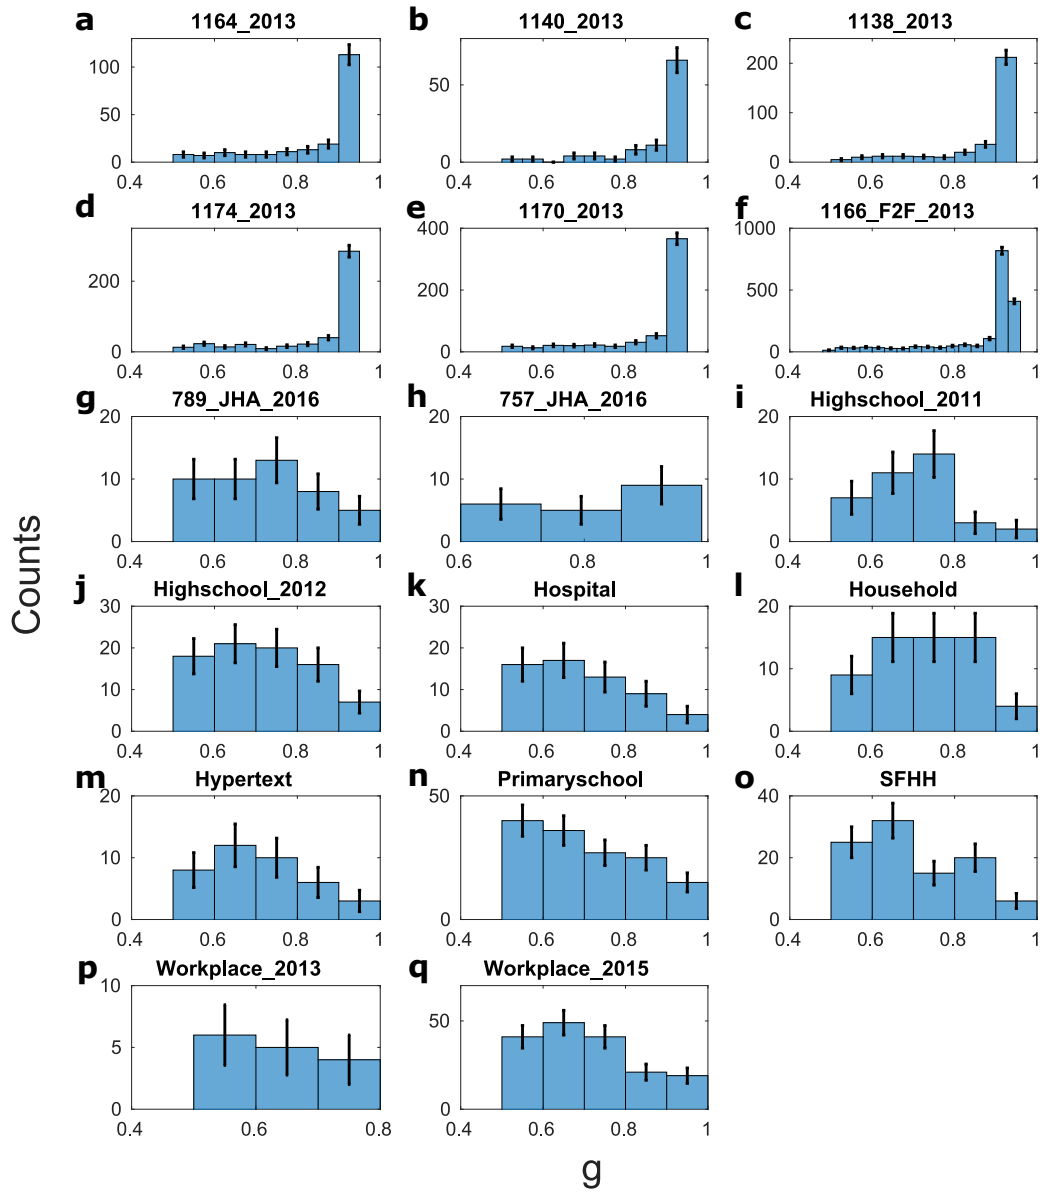 a 1164_2013 b 1140_2013 c 1138_2013
100 50 0
50 0
200 100 0
0.4 0.6 0.8 1 0.4 0.6 0.8 1 0.4 0.6 0.8 1
d 1174_2013 e 1170_2013 f 1166_F2F_2013
200 0
400 200 0
1000 500 0
0.4 0.6 0.8 1 0.4 0.6 0.8 1 0.4 0.6 0.8 1
g 789_JHA_2016 h 757_JHA_2016 i Highschool_2011
20 10 0
20 10 0
20 10 0
0.4 0.6 0.8 1 0.6 0.8 1 0.4 0.6 0.8 1
Counts
j Highschool_2012 k Hospital l Household
30 20 10 0
30 20 10 0
20 10 0
0.4 0.6 0.8 1 0.4 0.6 0.8 1 0.4 0.6 0.8 1
m Hypertext n Primaryschool o SFHH
20 10 0
50 0
40 20 0
0.4 0.6 0.8 1 0.4 0.6 0.8 1 0.4 0.6 0.8 1
p Workplace_2013 q Workplace_2015
10 5 0
50 0
0.4 0.6 0.8 0.4 0.6 0.8 1
g